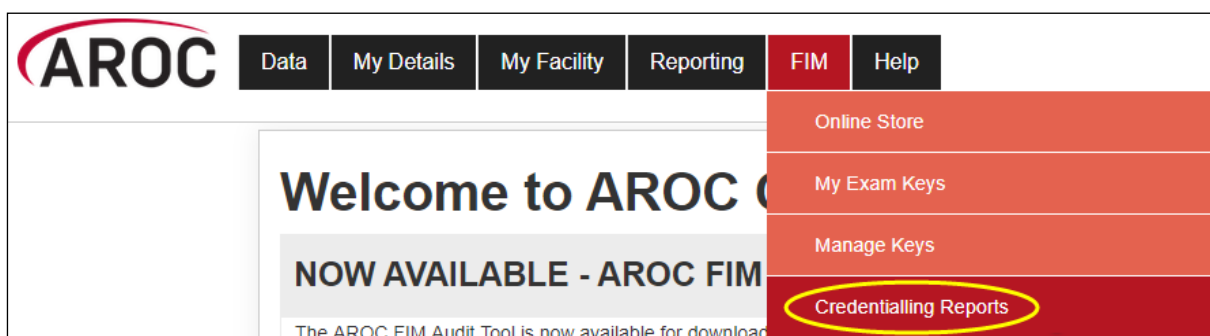 AROC
Data My Details My Facility Reporting FIM Help
Online Store
My Exam Keys
Manage Keys
Credentialling Reports
Welcome to AROC
NOW AVAILABLE - AROC FIM
The AROC FIM Audit Tool is now available for download